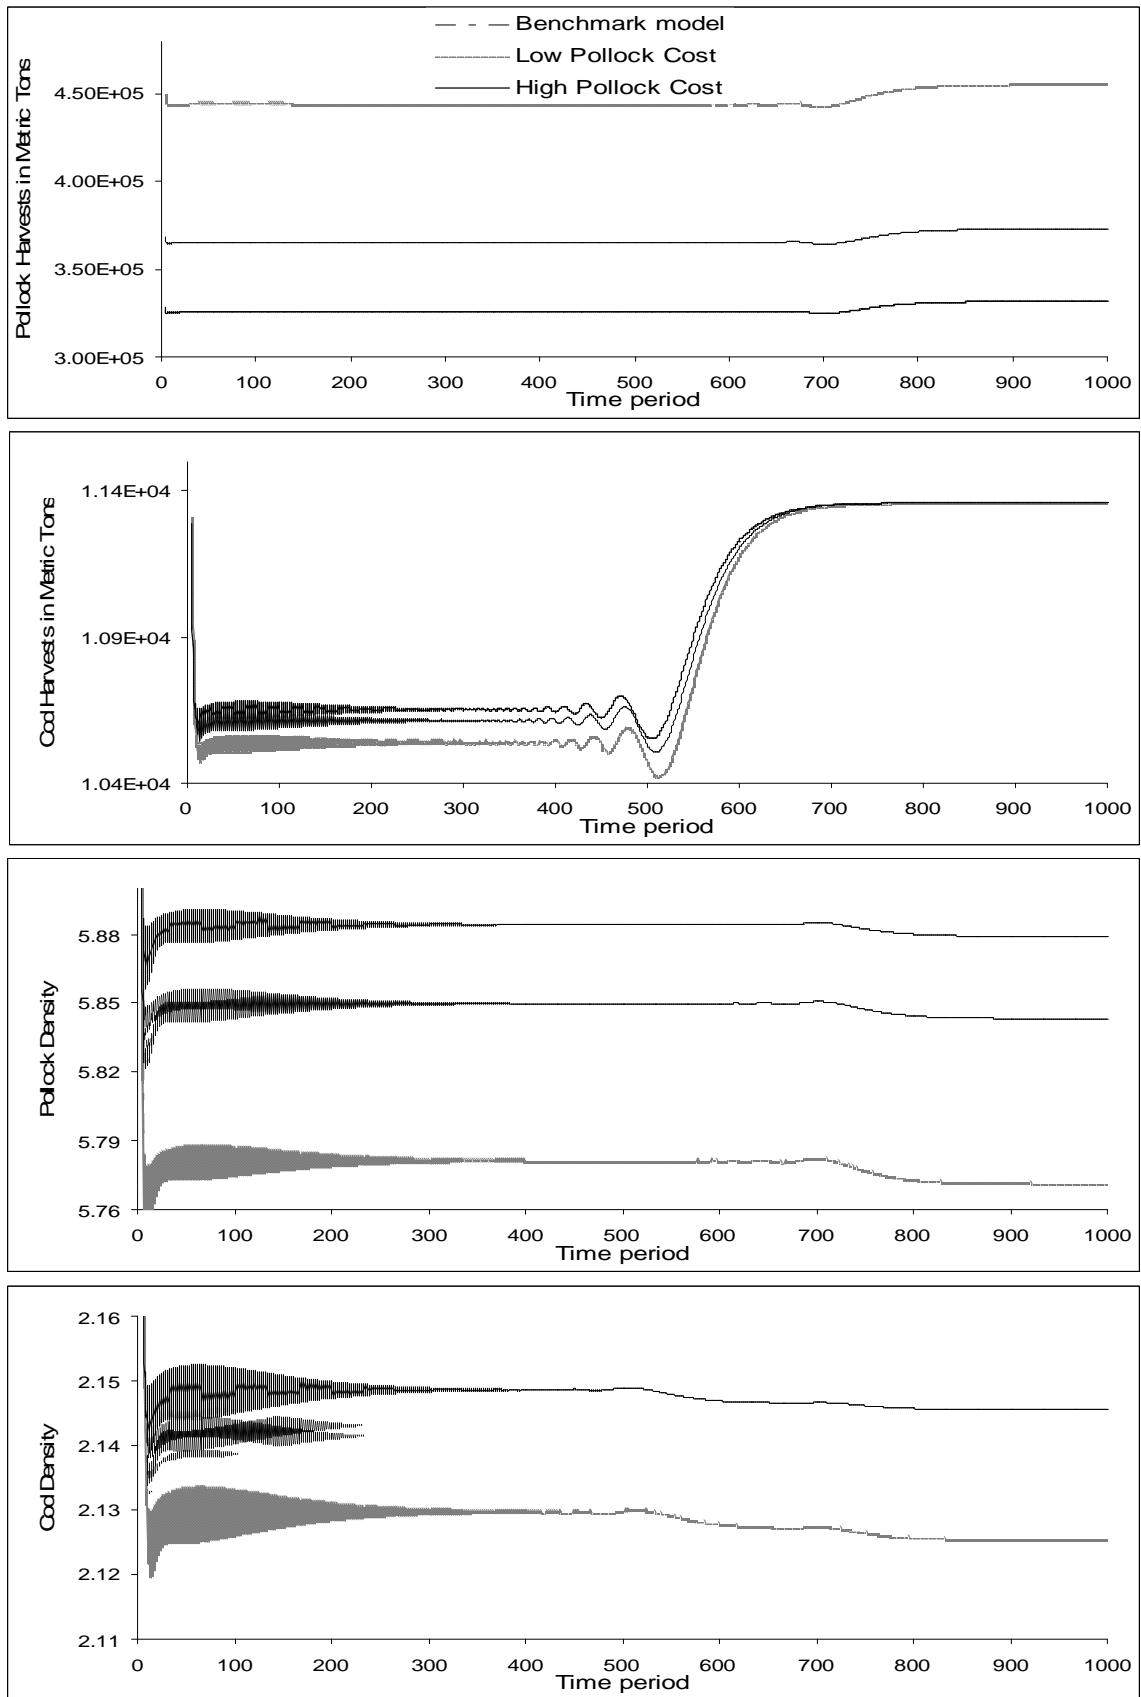 Benchmark model
Low Pollock Cost
High Pollock Cost
Pollock Harvests in Metric Tons
4.50E+05
4.00E+05
3.50E+05
3.00E+05
0 100 200 300 400 500 600 700 800 900 1000
Time period
Cod Harvests in Metric Tons
1.14E+04
1.09E+04
1.04E+04
0 100 200 300 400 500 600 700 800 900 1000
Time period
Pollock Density
5.88
5.85
5.82
5.79
5.76
0 100 200 300 400 500 600 700 800 900 1000
Time period
Cod Density
2.16
2.15
2.14
2.13
2.12
2.11
0 100 200 300 400 500 600 700 800 900 1000
Time period